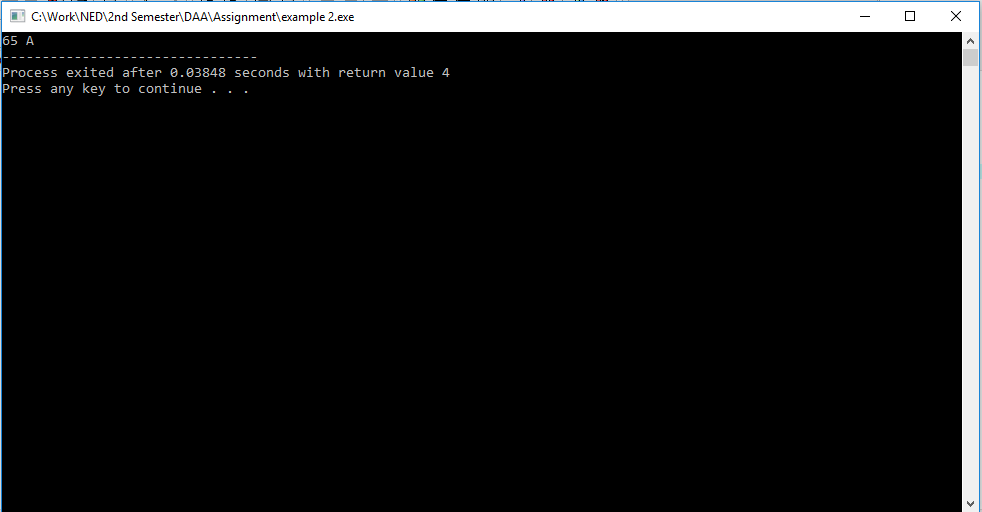 C:\Work\NED\2nd Semester\DAA\Assignment\example 2.exe
65 A
--------------------------------
Process exited after 0.03848 seconds with return value 4
Press any key to continue . . .